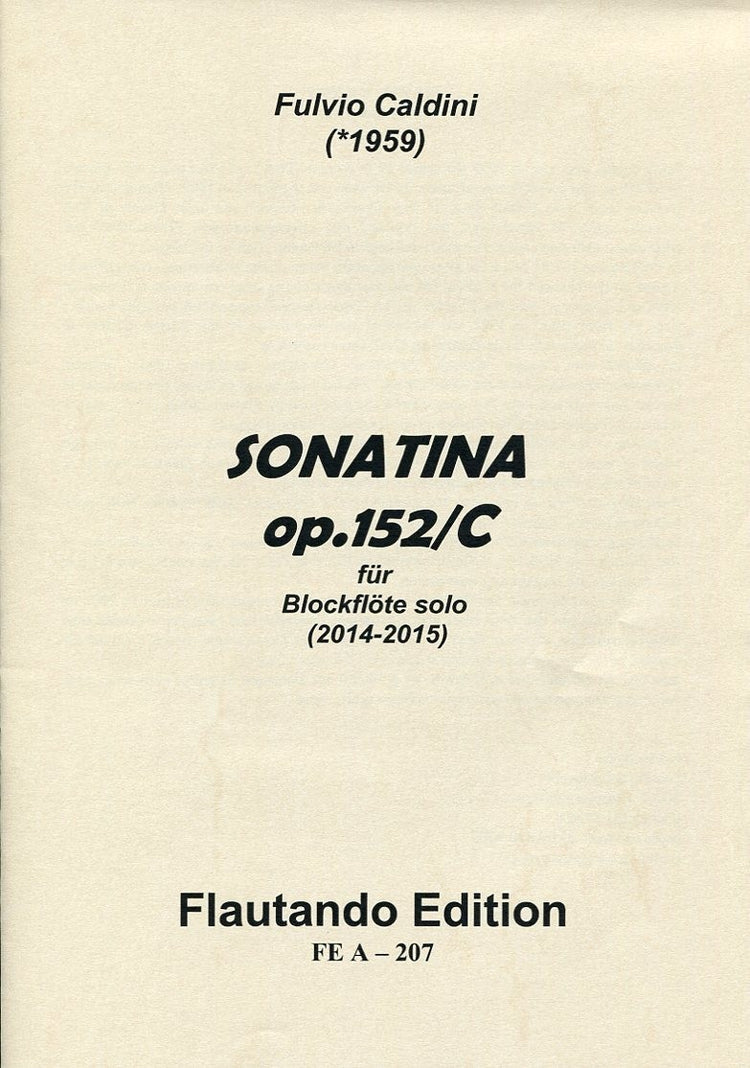 Fulvio Caldini
(*1959)
SONATINA
op.152/C
für
Blockflöte solo
(2014-2015)
Flautando Edition
FE A – 207